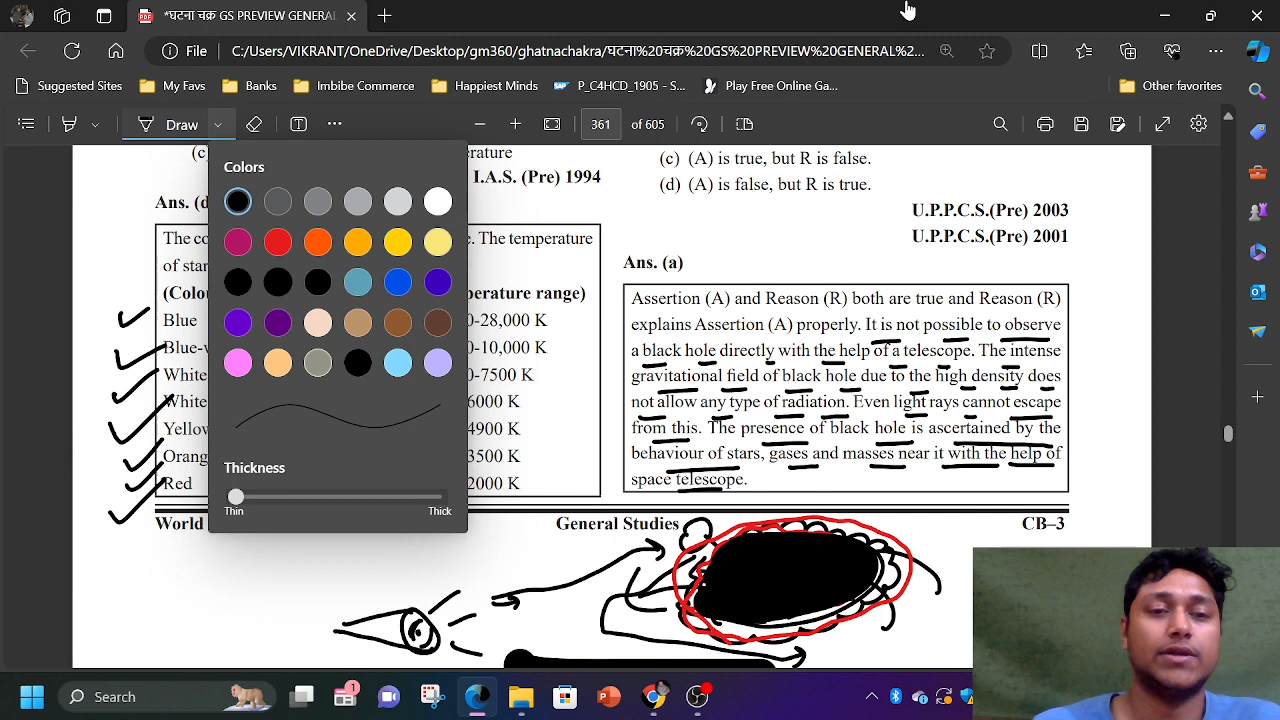 *घटना चक्र GS PREVIEW GENERAL
File C:/Users/VIKRANT/OneDrive/Desktop/gm360/ghatnachakra/घटना%20चक्र%20GS%20PREVIEW%20GENERAL%2...
Suggested Sites My Favs Banks Imbibe Commerce Happiest Minds P_C4HCD_1905 - S... Play Free Online Ga... Other favorites
Draw 361 of 605
Colors
Thickness
Thin Thick
(c
erature
I.A.S. (Pre) 1994
Ans. (d
The co e. The temperature
of star
(Colou perature range)
Blue 0-28,000 K
Blue-v 0-10,000 K
White 0-7500 K
White 6000 K
Yellow 4900 K
Orang 3500 K
Red 2000 K
(c) (A) is true, but R is false.
(d) (A) is false, but R is true.
U.P.P.C.S.(Pre) 2003
U.P.P.C.S.(Pre) 2001
Ans. (a)
Assertion (A) and Reason (R) both are true and Reason (R)
explains Assertion (A) properly. It is not possible to observe
a black hole directly with the help of a telescope. The intense
gravitational field of black hole due to the high density does
not allow any type of radiation. Even light rays cannot escape
from this. The presence of black hole is ascertained by the
behaviour of stars, gases and masses near it with the help of
space telescope.
World General Studies CB–3
Search
1